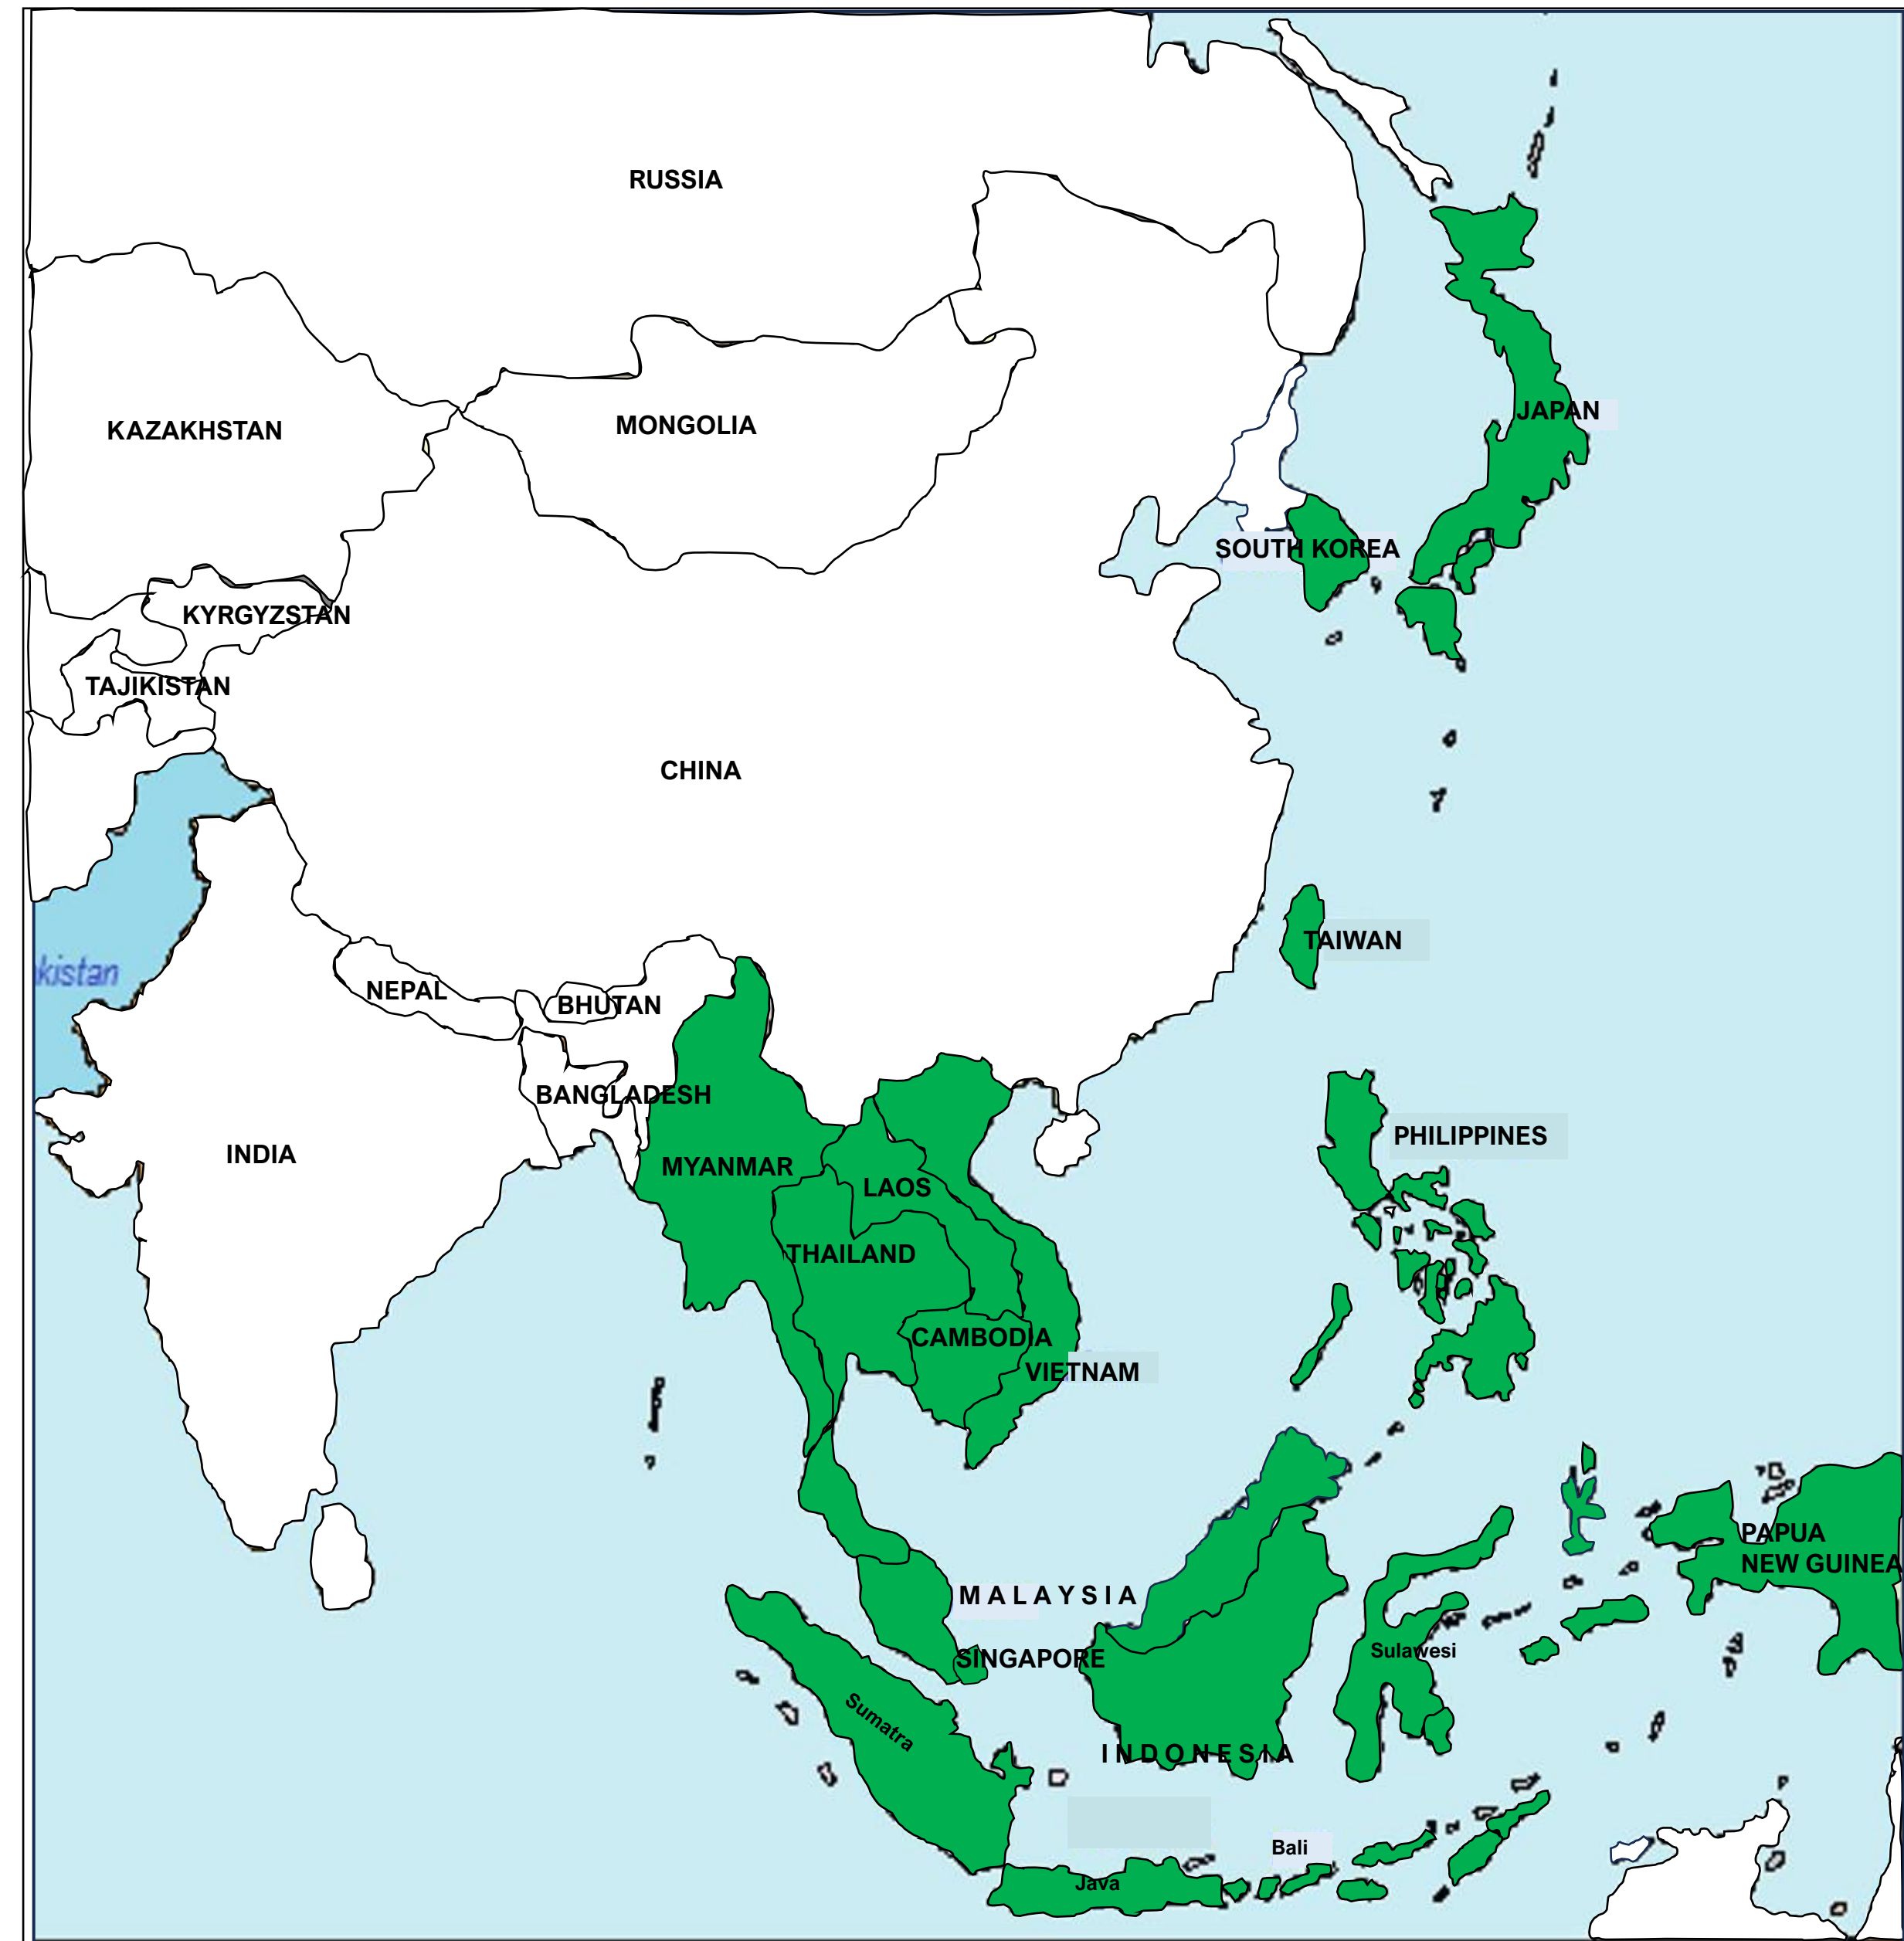 RUSSIA
JAPAN
MONGOLIA
KAZAKHSTAN
SOUTH KOREA
KYRGYZSTAN
TAJIKISTAN
CHINA
TAIWAN
kistan
NEPAL
BHUTAN
BANGLADESH
PHILIPPINES
INDIA
MYANMAR
LAOS
THAILAND
CAMBODIA
VIETNAM
PAPUA
NEW GUINEA
MALAYSIA
Sulawesi
SINGAPORE
Sumatra
INDONESIA
Bali
Java